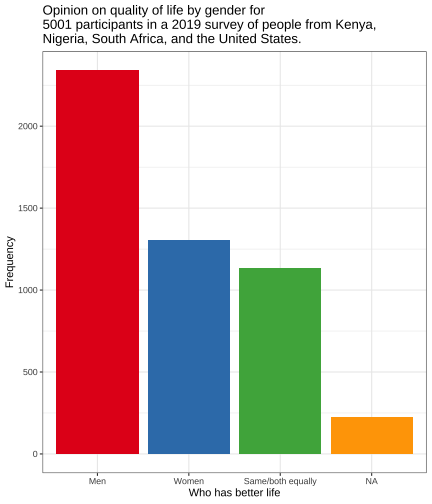 Opinion on quality of life by gender for
5001 participants in a 2019 survey of people from Kenya,
Nigeria, South Africa, and the United States.
Frequency
2000
1500
1000
500
0
Men Women Same/both equally NA
Who has better life